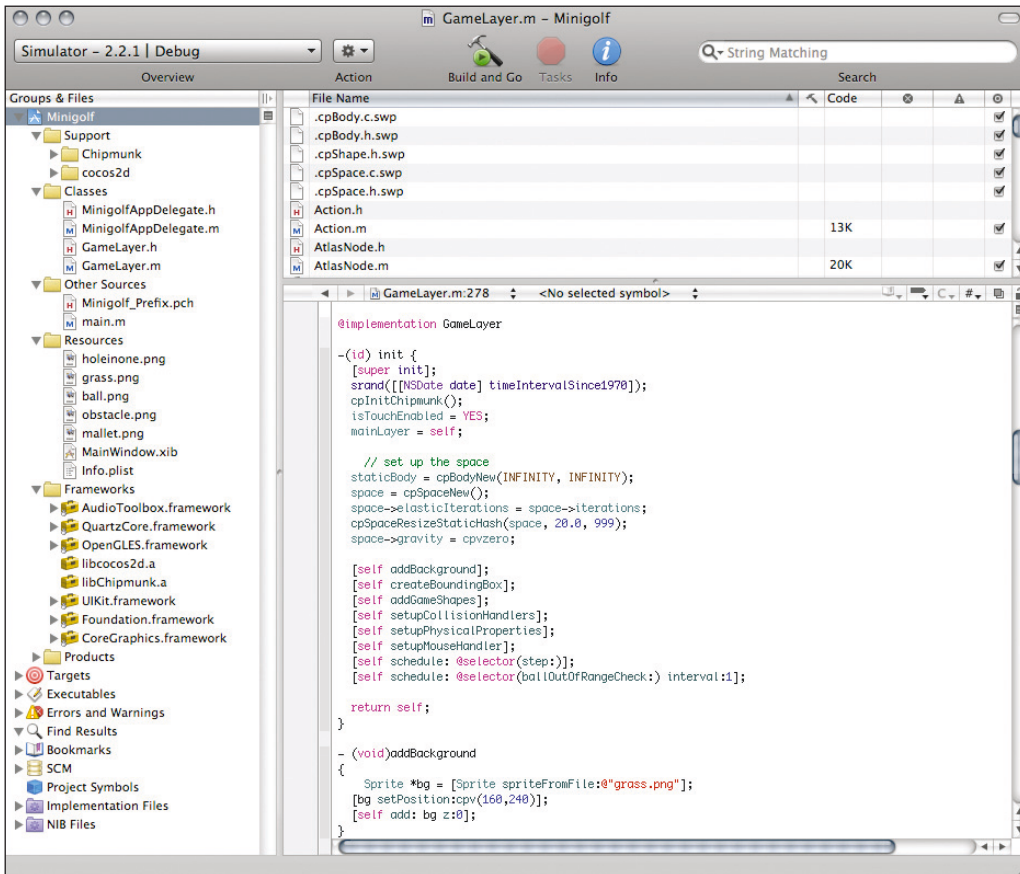 GameLayer.m – Minigolf
Simulator – 2.2.1 | Debug
String Matching
Overview
Action
Build and Go
Tasks
Info
Search
Groups & Files
Minigolf
Support
Chipmunk
cocos2d
Classes
MinigolfAppDelegate.h
MinigolfAppDelegate.m
GameLayer.h
GameLayer.m
Other Sources
Minigolf_Prefix.pch
main.m
Resources
holeinone.png
grass.png
ball.png
obstacle.png
mallet.png
MainWindow.xib
Info.plist
Frameworks
AudioToolbox.framework
QuartzCore.framework
OpenGLES.framework
libcocos2d.a
libChipmunk.a
UIKit.framework
Foundation.framework
CoreGraphics.framework
Products
Targets
Executables
Errors and Warnings
Find Results
Bookmarks
SCM
Project Symbols
Implementation Files
NIB Files
File Name Code
.cpBody.c.swp
.cpBody.h.swp
.cpShape.h.swp
.cpSpace.c.swp
.cpSpace.h.swp
Action.h
Action.m 13K
AtlasNode.h
AtlasNode.m 20K
GameLayer.m:278 <No selected symbol> C #
@implementation GameLayer
-(id) init {
[super init];
srand([[NSDate date] timeIntervalSince1970]);
cpInitChipmunk();
isTouchEnabled = YES;
mainLayer = self;
// set up the space
staticBody = cpBodyNew(INFINITY, INFINITY);
space = cpSpaceNew();
space->elasticIterations = space->iterations;
cpSpaceResizeStaticHash(space, 20.0, 999);
space->gravity = cpvzero;
[self addBackground];
[self createBoundingBox];
[self addGameShapes];
[self setupCollisionHandlers];
[self setupPhysicalProperties];
[self setupMouseHandler];
[self schedule: @selector(step:)];
[self schedule: @selector(ballOutOfRangeCheck:) interval:1];
return self;
}
- (void)addBackground
{
Sprite *bg = [Sprite spriteFromFile:@"grass.png"];
[bg setPosition:cpv(160,240)];
[self add: bg z:0];
}